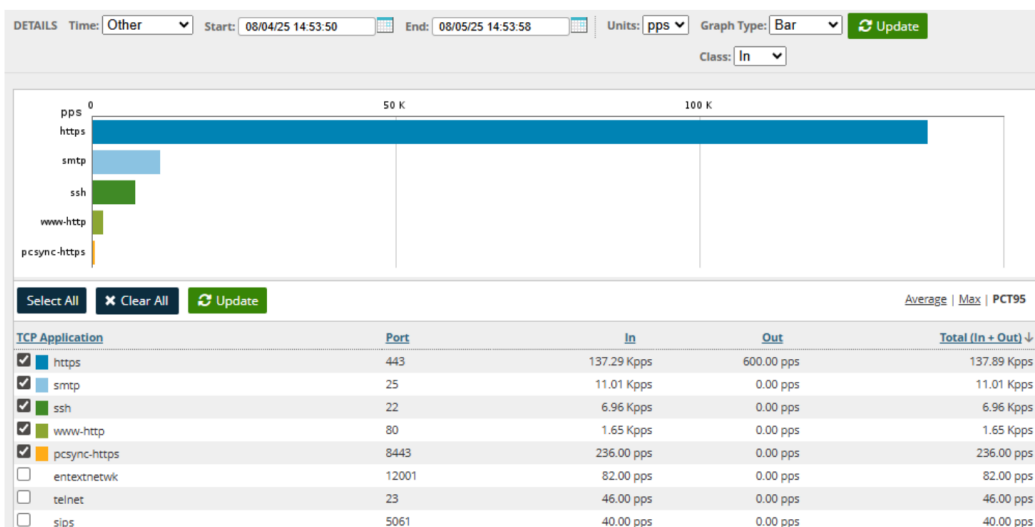 DETAILS Time: Other Start: 08/04/25 14:53:50 End: 08/05/25 14:53:58 Units: pps Graph Type: Bar Update
Class: In
pps 0 50 K 100 K
https
smtp
ssh
www-http
pcsync-https
Select All Clear All Update Average | Max | PCT95
TCP Application Port In Out Total (In + Out)
https 443 137.29 Kpps 600.00 pps 137.89 Kpps
smtp 25 11.01 Kpps 0.00 pps 11.01 Kpps
ssh 22 6.96 Kpps 0.00 pps 6.96 Kpps
www-http 80 1.65 Kpps 0.00 pps 1.65 Kpps
pcsync-https 8443 236.00 pps 0.00 pps 236.00 pps
entextnetwk 12001 82.00 pps 0.00 pps 82.00 pps
telnet 23 46.00 pps 0.00 pps 46.00 pps
sips 5061 40.00 pps 0.00 pps 40.00 pps